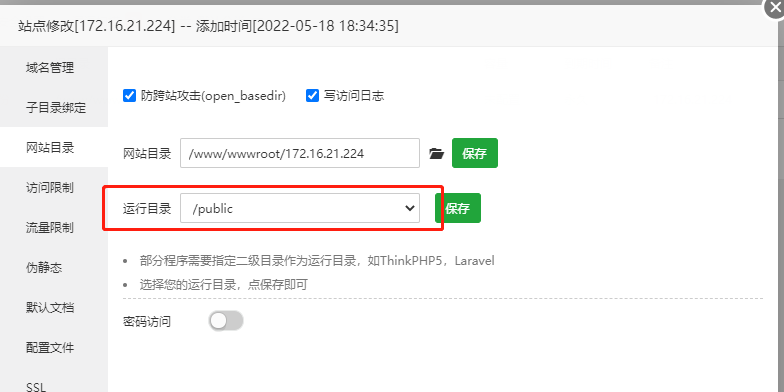 站点修改[172.16.21.224] -- 添加时间[2022-05-18 18:34:35]
域名管理
子目录绑定
网站目录
访问限制
流量限制
伪静态
默认文档
配置文件
SSL
防跨站攻击(open_basedir) 写访问日志
网站目录 /www/wwwroot/172.16.21.224 保存
运行目录 /public 保存
部分程序需要指定二级目录作为运行目录，如ThinkPHP5，Laravel
选择您的运行目录，点保存即可
密码访问